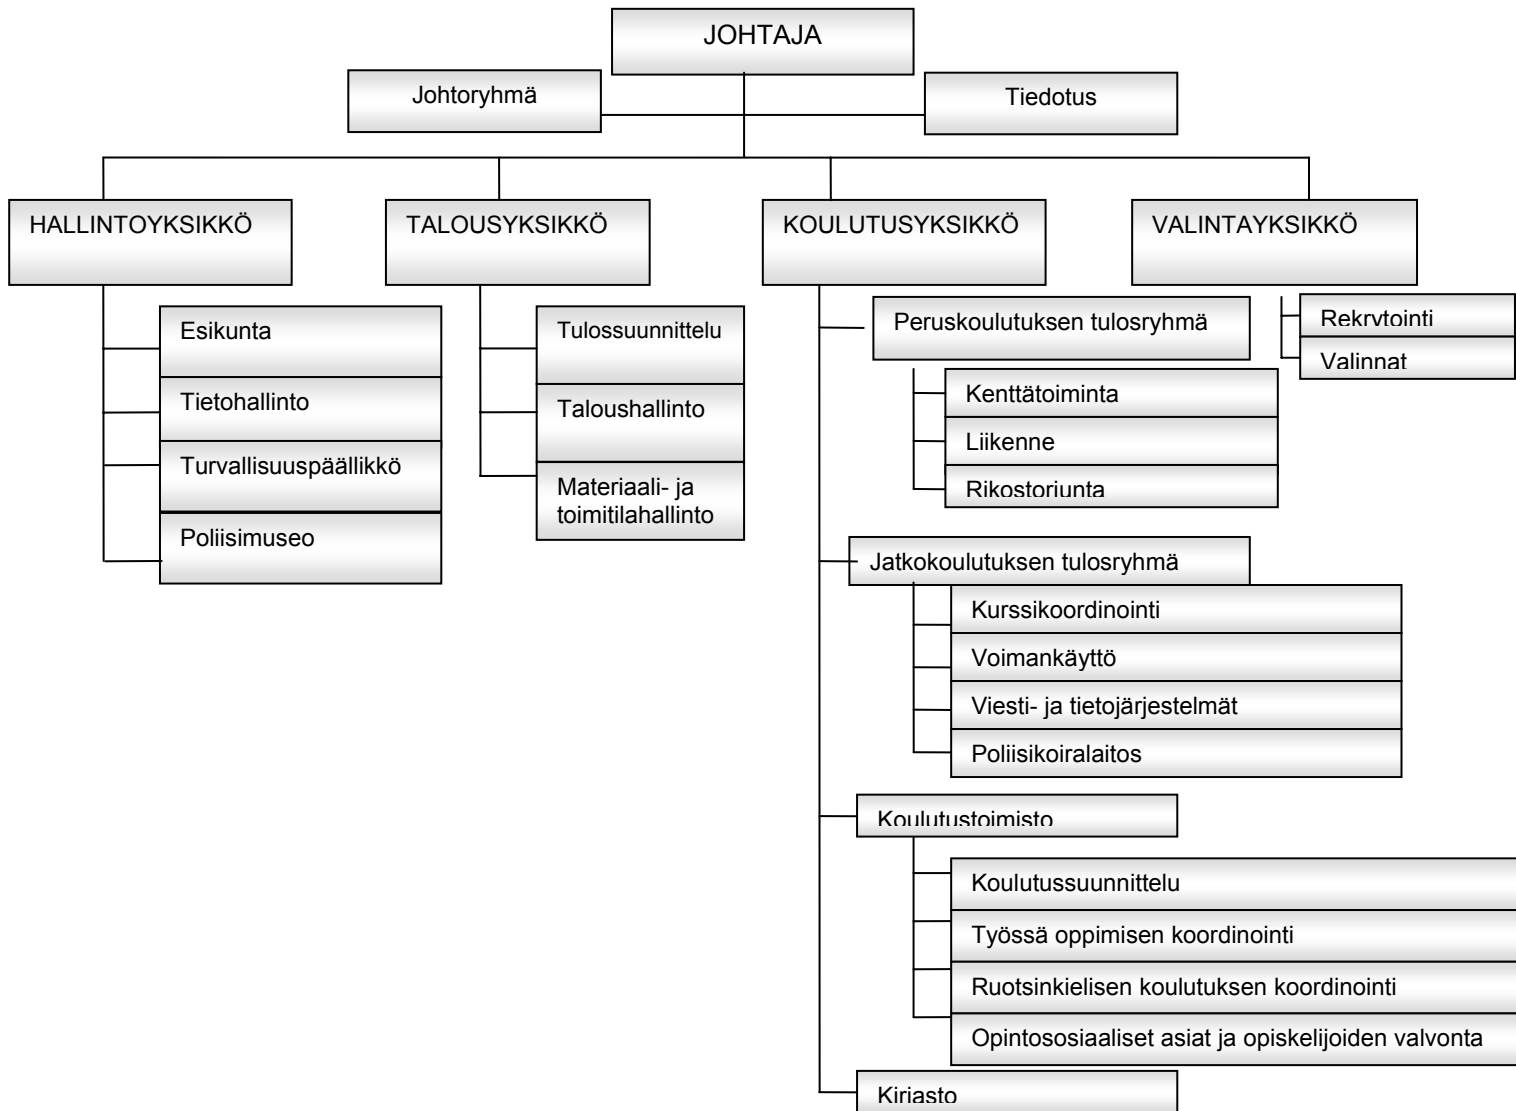 JOHTAJA
Johtoryhmä
Tiedotus
HALLINTOYKSIKKÖ
TALOUSYKSIKKÖ
KOULUTUSYKSIKKÖ
VALINTAYKSIKKÖ
Esikunta
Tietohallinto
Turvallisuuspäällikkö
Poliisimuseo
Tulossuunnittelu
Taloushallinto
Materiaali- ja
toimitilahallinto
Peruskoulutuksen tulosryhmä
Kenttätoiminta
Liikenne
Rikostorjunta
Jatkokoulutuksen tulosryhmä
Kurssikoordinointi
Voimankäyttö
Viesti- ja tietojärjestelmät
Poliisikoiralaitos
Koulutustoimisto
Koulutussuunnittelu
Työssä oppimisen koordinointi
Ruotsinkielisen koulutuksen koordinointi
Opintososiaaliset asiat ja opiskelijoiden valvonta
Kirjasto
Rekrytointi
Valinnat